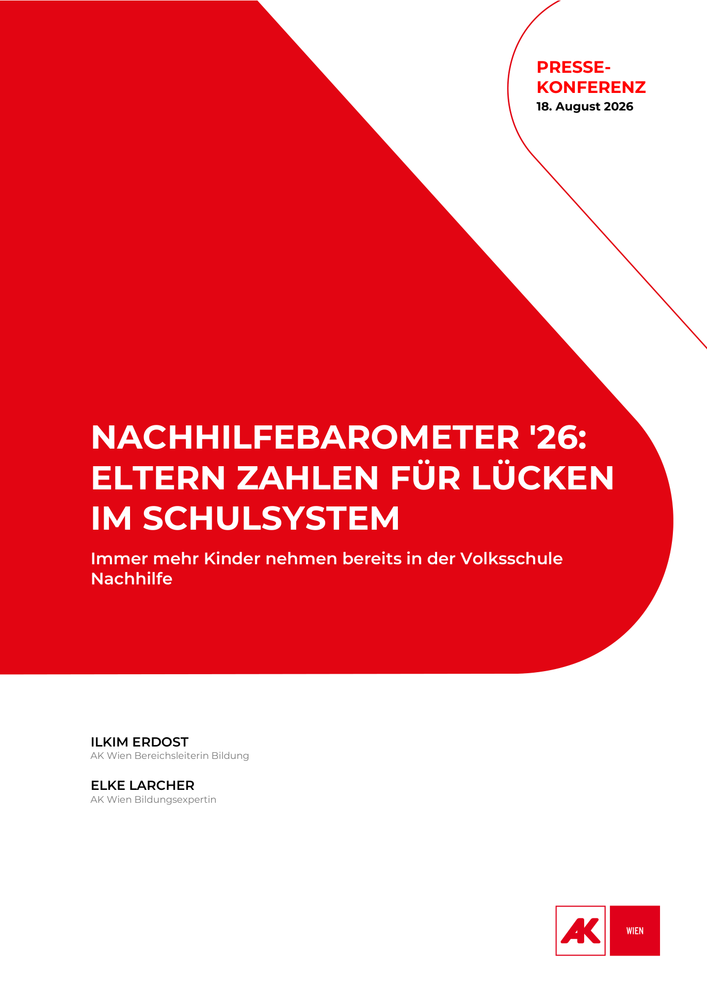 PRESSE-
KONFERENZ
18. August 2026
NACHHILFEBAROMETER '26:
ELTERN ZAHLEN FÜR LÜCKEN
IM SCHULSYSTEM
Immer mehr Kinder nehmen bereits in der Volksschule
Nachhilfe
ILKIM ERDOST
AK Wien Bereichsleiterin Bildung
ELKE LARCHER
AK Wien Bildungsexpertin
AK WIEN